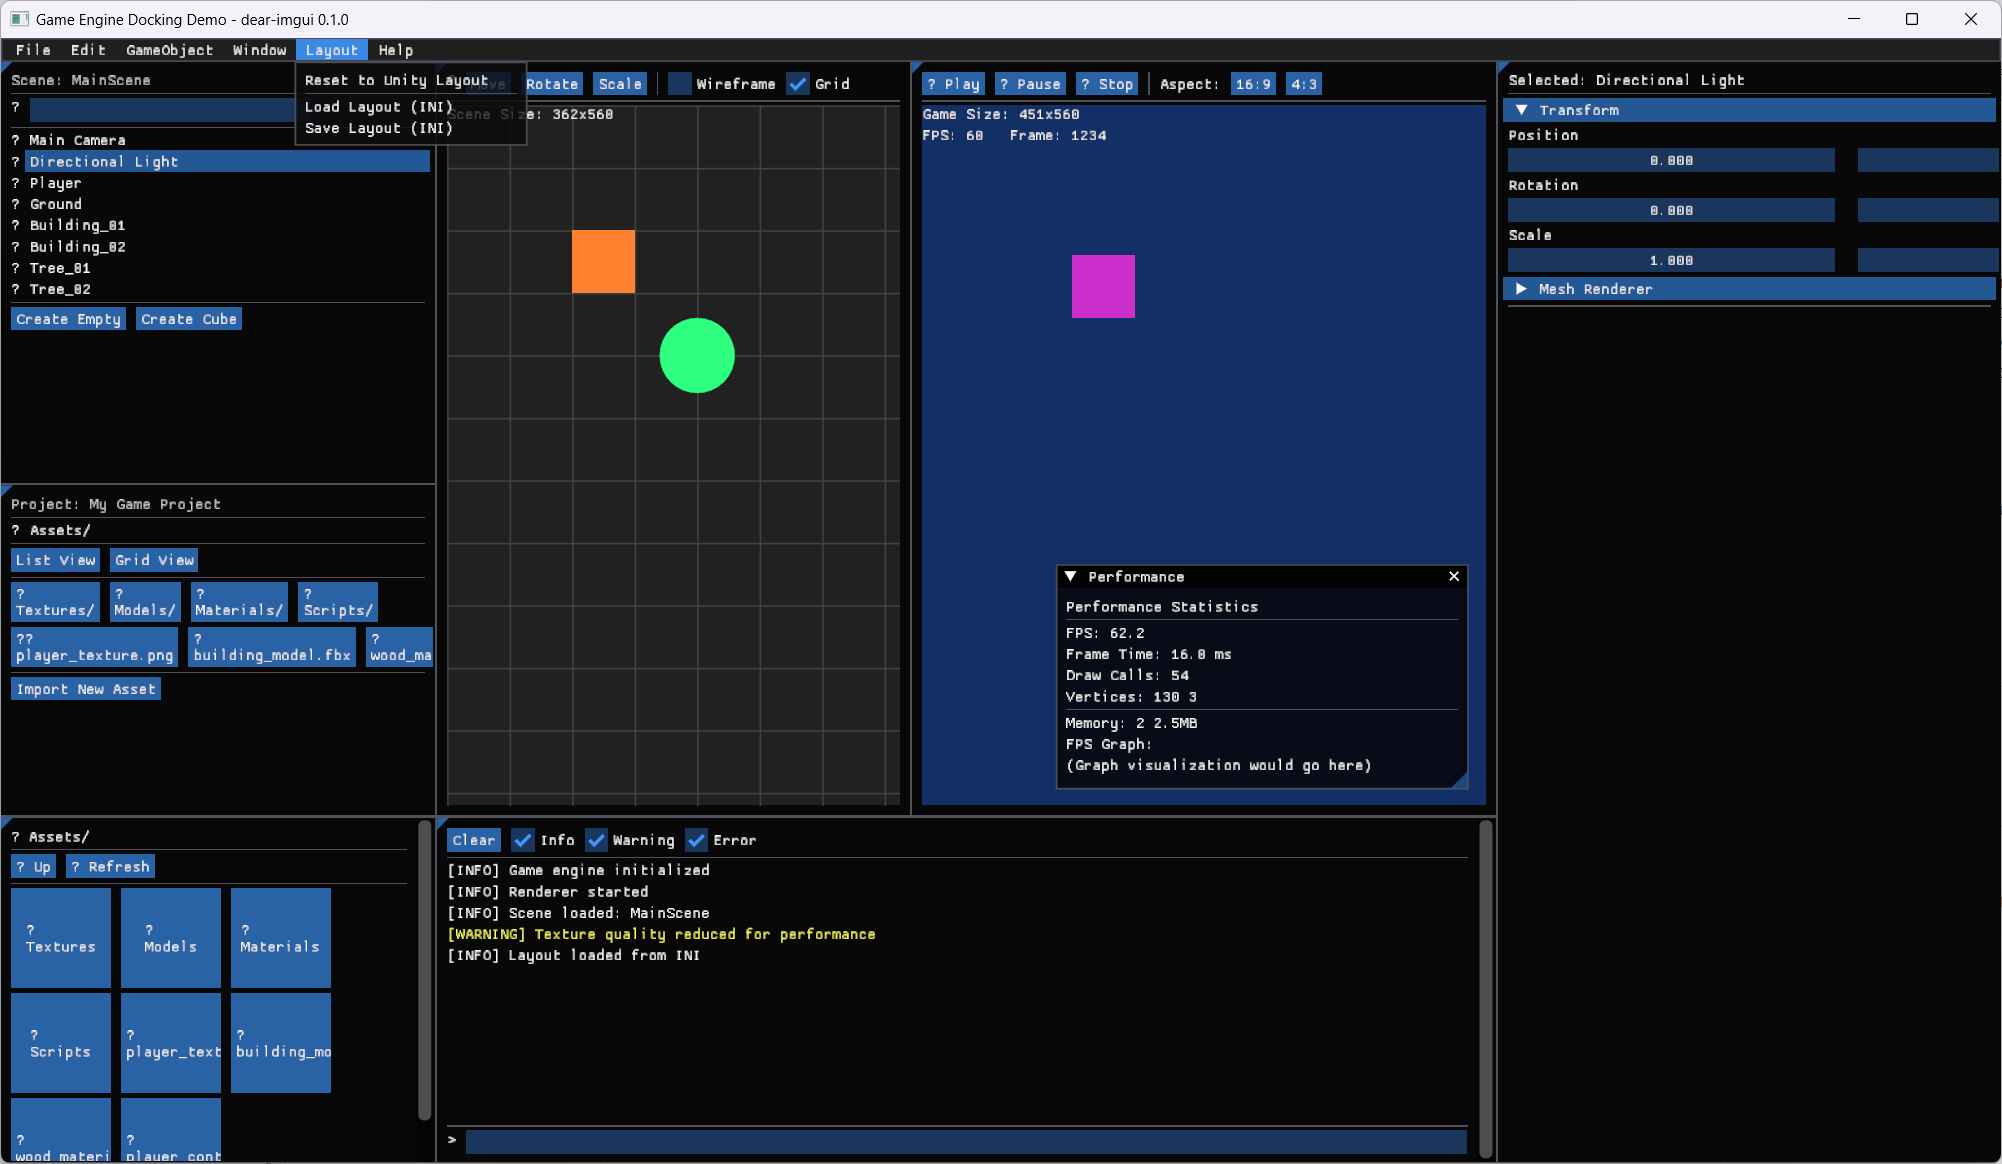 Game Engine Docking Demo - dear-imgui 0.1.0
File Edit GameObject Window Layout Help
Reset to Unity Layout
Load Layout (INI)
Save Layout (INI)
Scene: MainScene
?
? Main Camera
? Directional Light
? Player
? Ground
? Building_01
? Building_02
? Tree_01
? Tree_02
Create Empty Create Cube
Move Rotate Scale | Wireframe Grid
Scene Size: 362x560
? Play ? Pause ? Stop | Aspect: 16:9 4:3
Game Size: 451x560
FPS: 60 Frame: 1234
Selected: Directional Light
▼ Transform
Position
0.000
Rotation
0.000
Scale
1.000
▶ Mesh Renderer
Project: My Game Project
? Assets/
List View Grid View
? ? ? ?
Textures/ Models/ Materials/ Scripts/
?? ? ?
player_texture.png building_model.fbx wood_ma
Import New Asset
▼ Performance
Performance Statistics
FPS: 62.2
Frame Time: 16.0 ms
Draw Calls: 54
Vertices: 130 3
Memory: 2 2.5MB
FPS Graph:
(Graph visualization would go here)
? Assets/
? Up ? Refresh
? ? ?
Textures Models Materials
? ? ?
Scripts player_text building_mo
? ?
wood_materi player_cont
Clear Info Warning Error
[INFO] Game engine initialized
[INFO] Renderer started
[INFO] Scene loaded: MainScene
[WARNING] Texture quality reduced for performance
[INFO] Layout loaded from INI
>